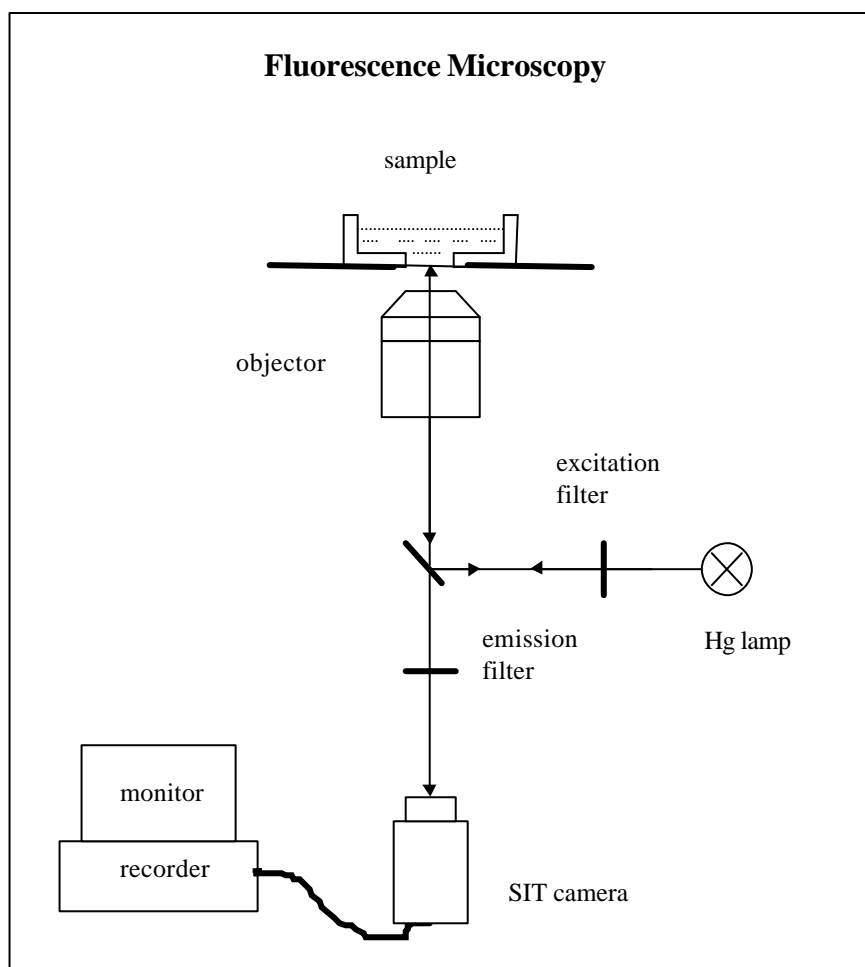 Fluorescence Microscopy
sample
objector
excitation
filter
emission
filter
Hg lamp
monitor
recorder
SIT camera